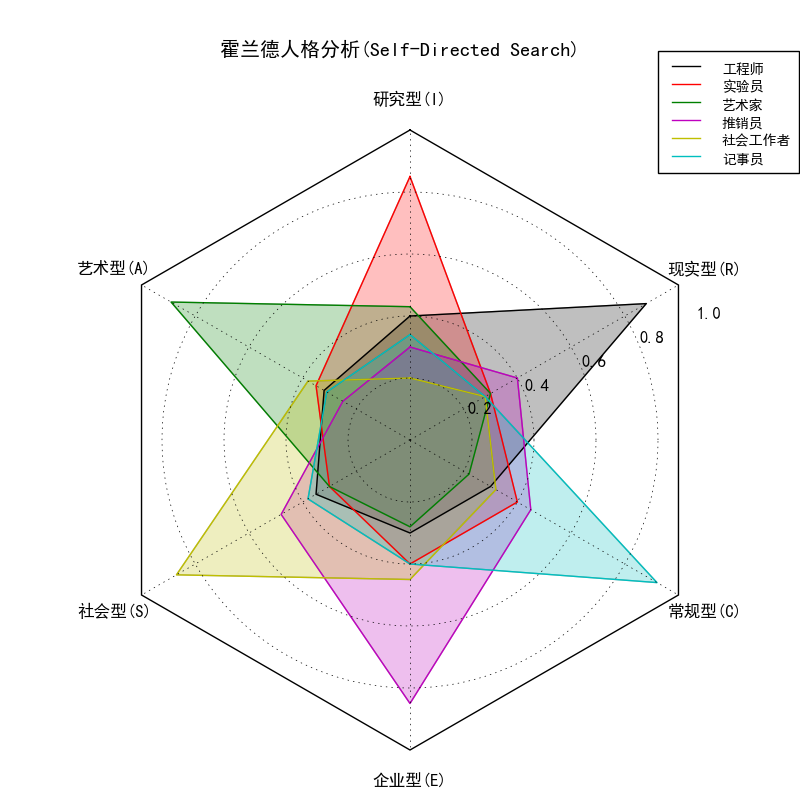 霍兰德人格分析(Self-Directed Search)
工程师
实验员
艺术家
推销员
社会工作者
记事员
研究型(I)
艺术型(A)
现实型(R)
1.0
0.8
0.6
0.4
0.2
社会型(S)
常规型(C)
企业型(E)